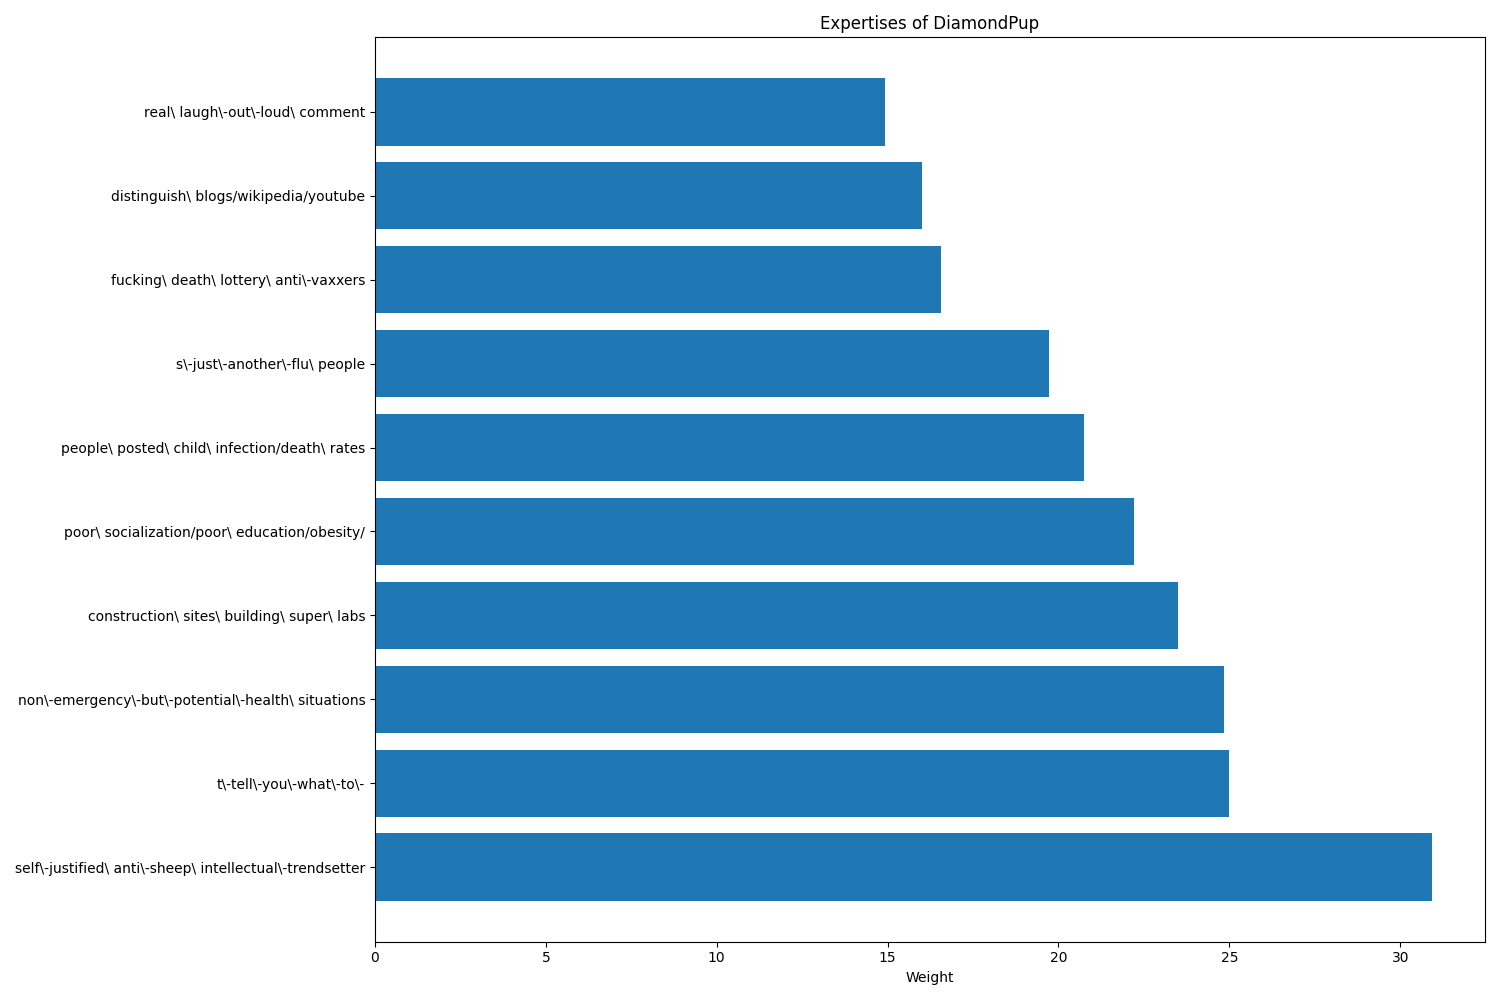 Expertises of DiamondPup
real\ laugh\-out\-loud\ comment
distinguish\ blogs/wikipedia/youtube
fucking\ death\ lottery\ anti\-vaxxers
s\-just\-another\-flu\ people
people\ posted\ child\ infection/death\ rates
poor\ socialization/poor\ education/obesity/
construction\ sites\ building\ super\ labs
non\-emergency\-but\-potential\-health\ situations
t\-tell\-you\-what\-to\-
self\-justified\ anti\-sheep\ intellectual\-trendsetter
0 5 10 15 20 25 30
Weight